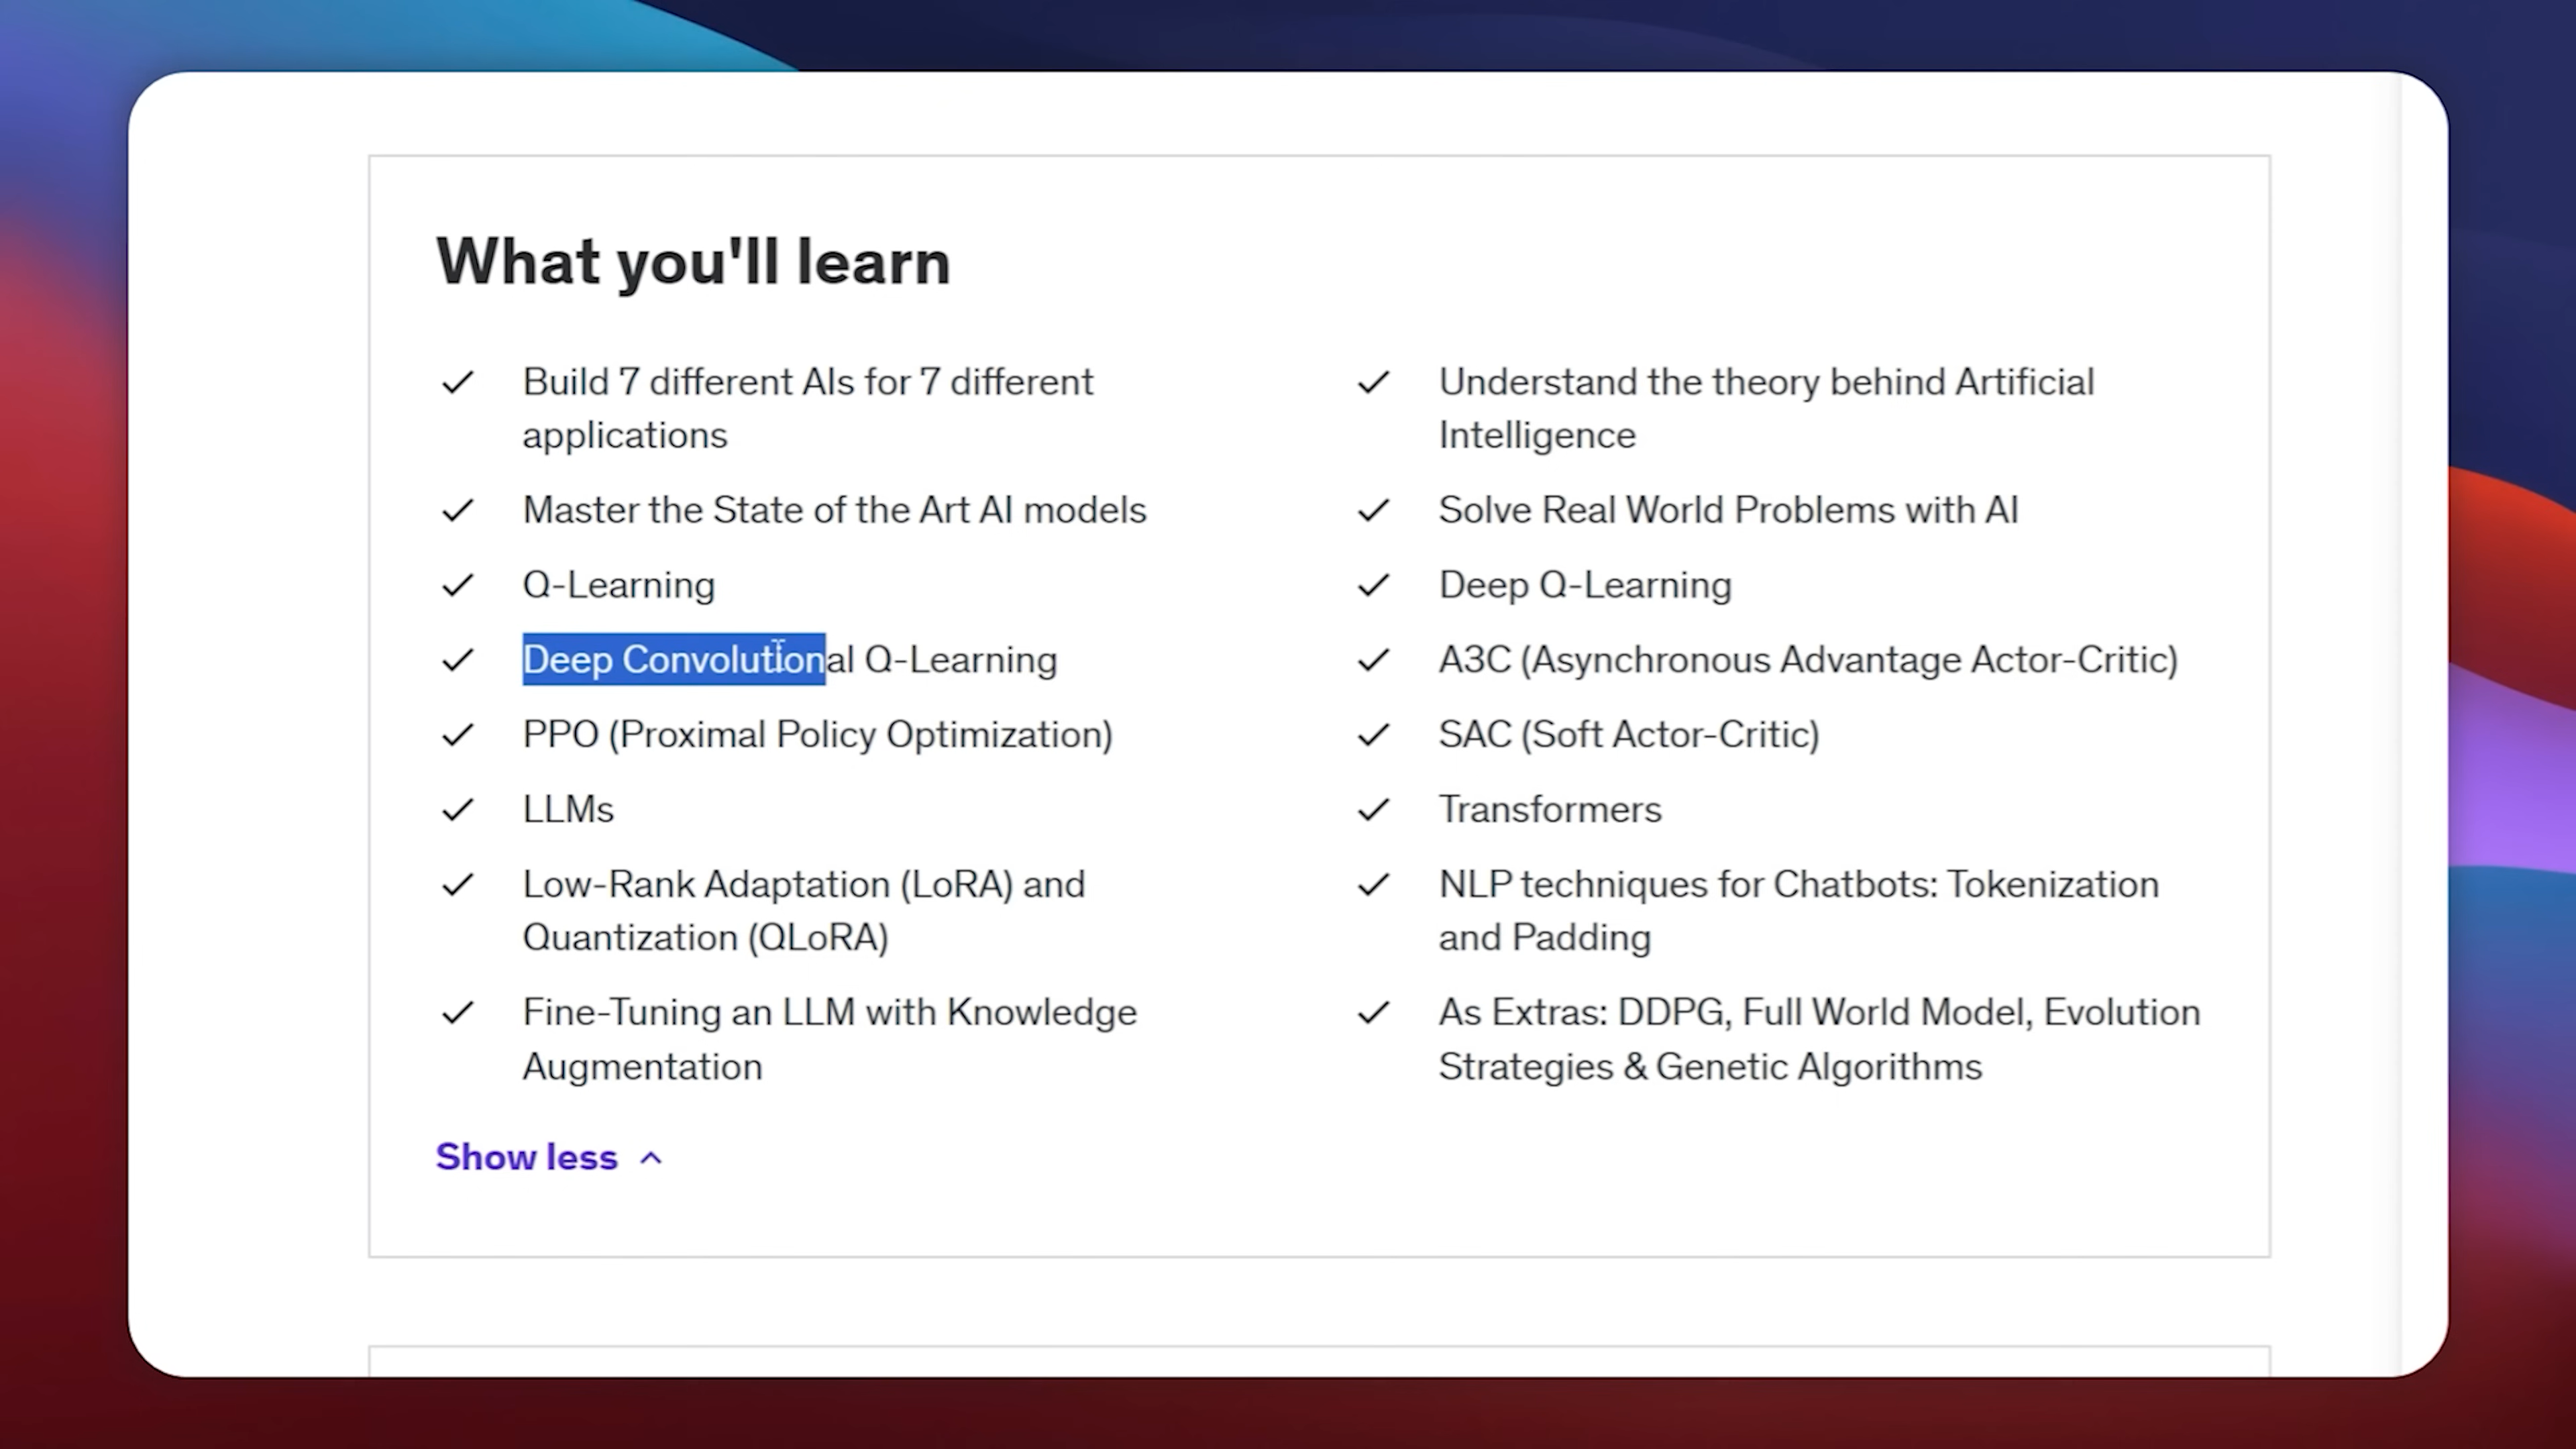 What you'll learn
Build 7 different AIs for 7 different
applications
Understand the theory behind Artificial
Intelligence
Master the State of the Art AI models
Solve Real World Problems with AI
Q-Learning
Deep Q-Learning
Deep Convolutional Q-Learning
A3C (Asynchronous Advantage Actor-Critic)
PPO (Proximal Policy Optimization)
SAC (Soft Actor-Critic)
LLMs
Transformers
Low-Rank Adaptation (LoRA) and
Quantization (QLoRA)
NLP techniques for Chatbots: Tokenization
and Padding
Fine-Tuning an LLM with Knowledge
Augmentation
As Extras: DDPG, Full World Model, Evolution
Strategies & Genetic Algorithms
Show less